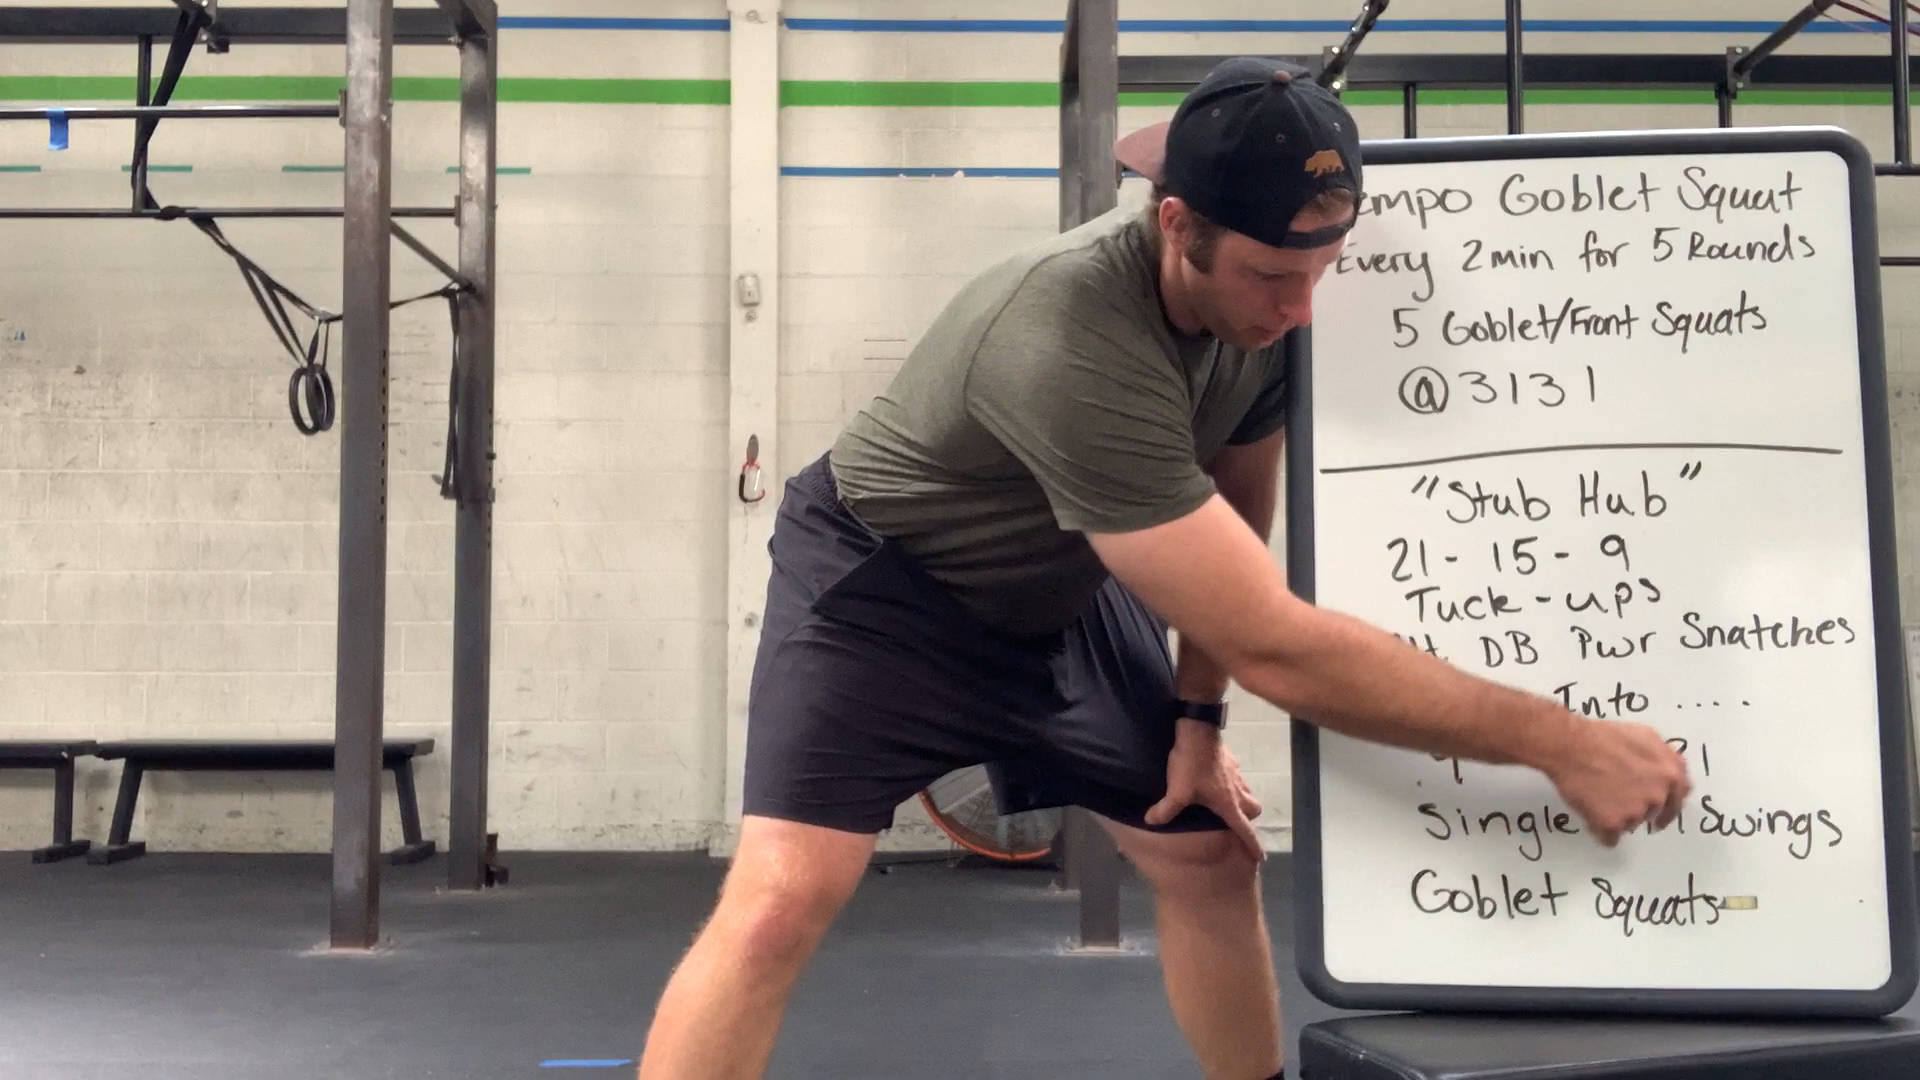 Goblet Squat
Every 2min for 5 Rounds
5 Goblet/Front Squats
@3131
"Stub Hub"
21-15-9
Tuck-ups
DB Pwr Snatches
Into ....
Single Swings
Goblet Squats